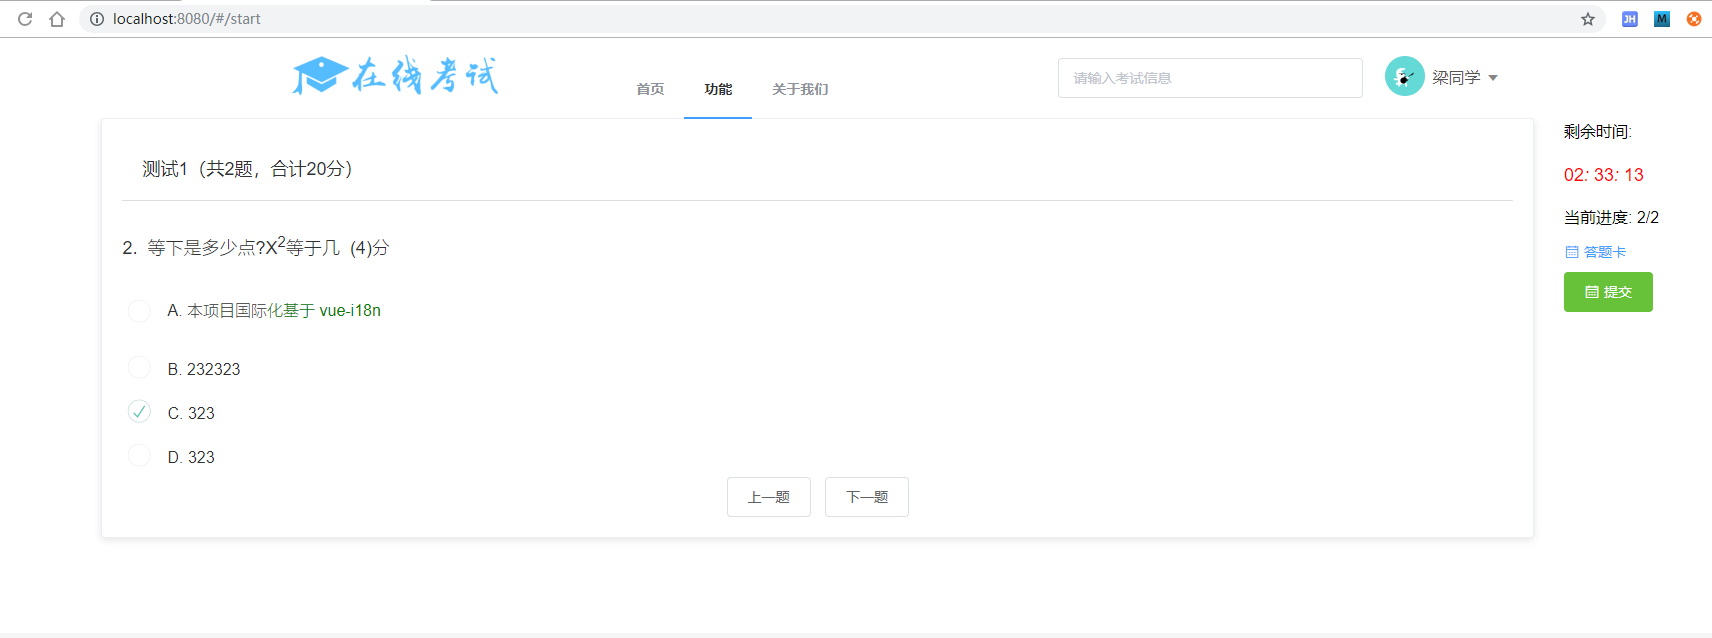 localhost:8080/#/start
JH
M
在线考试
首页 功能 关于我们
请输入考试信息
梁同学
剩余时间:
测试1（共2题，合计20分）
02: 33: 13
当前进度: 2/2
2. 等下是多少点?X²等于几 (4)分
答题卡
提交
A. 本项目国际化基于 vue-i18n
B. 232323
C. 323
D. 323
上一题 下一题